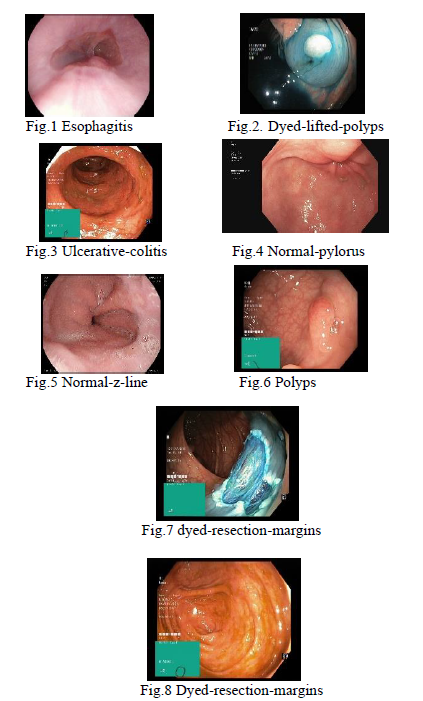 Fig.1 Esophagitis
Fig.2. Dyed-lifted-polyps
Fig.3 Ulcerative-colitis
Fig.4 Normal-pylorus
Fig.5 Normal-z-line
Fig.6 Polyps
Fig.7 dyed-resection-margins
Fig.8 Dyed-resection-margins